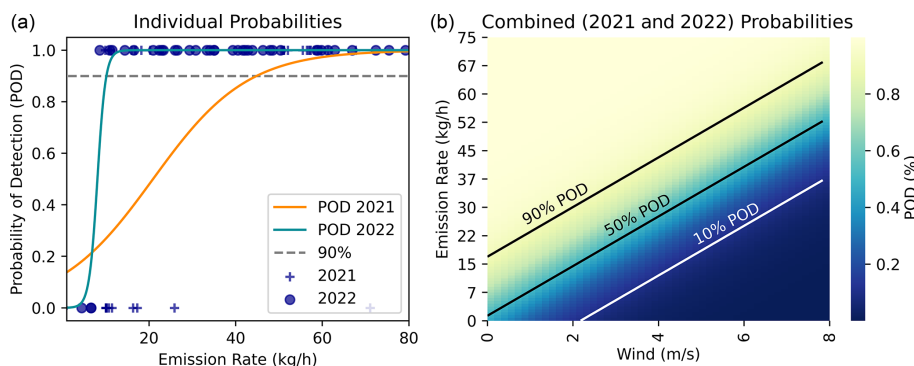 (a) Individual Probabilities
Probability of Detection (POD)
1.0
0.8
0.6
0.4
0.2
0.0
POD 2021
POD 2022
90%
2021
2022
20 40 60 80
Emission Rate (kg/h)
(b) Combined (2021 and 2022) Probabilities
Emission Rate (kg/h)
75
67
60
52
45
37
30
22
15
7
0
90% POD
50% POD
10% POD
0 2 4 6 8
Wind (m/s)
0.8
0.6
0.4
0.2
POD (%)